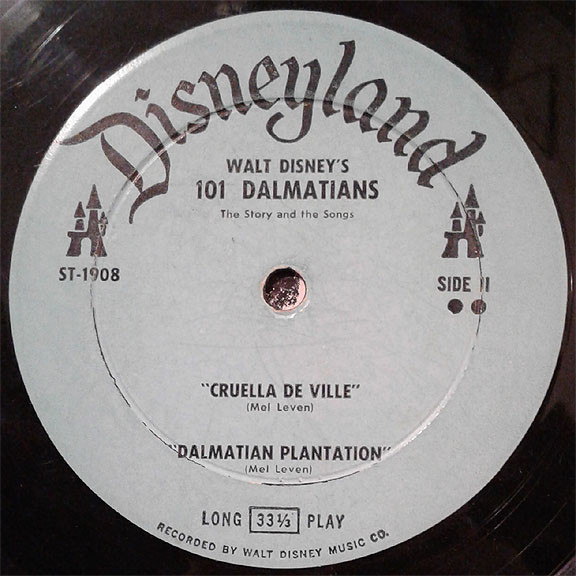 Disneyland
WALT DISNEY'S
101 DALMATIANS
The Story and the Songs
ST-1908
SIDE II
"CRUELLA DE VILLE"
(Mel Leven)
"DALMATIAN PLANTATION"
(Mel Leven)
LONG 33⅓ PLAY
RECORDED BY WALT DISNEY MUSIC CO.